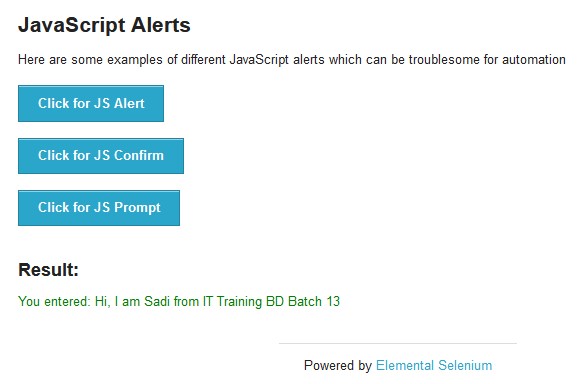 JavaScript Alerts
Here are some examples of different JavaScript alerts which can be troublesome for automation
Click for JS Alert
Click for JS Confirm
Click for JS Prompt
Result:
You entered: Hi, I am Sadi from IT Training BD Batch 13
Powered by Elemental Selenium